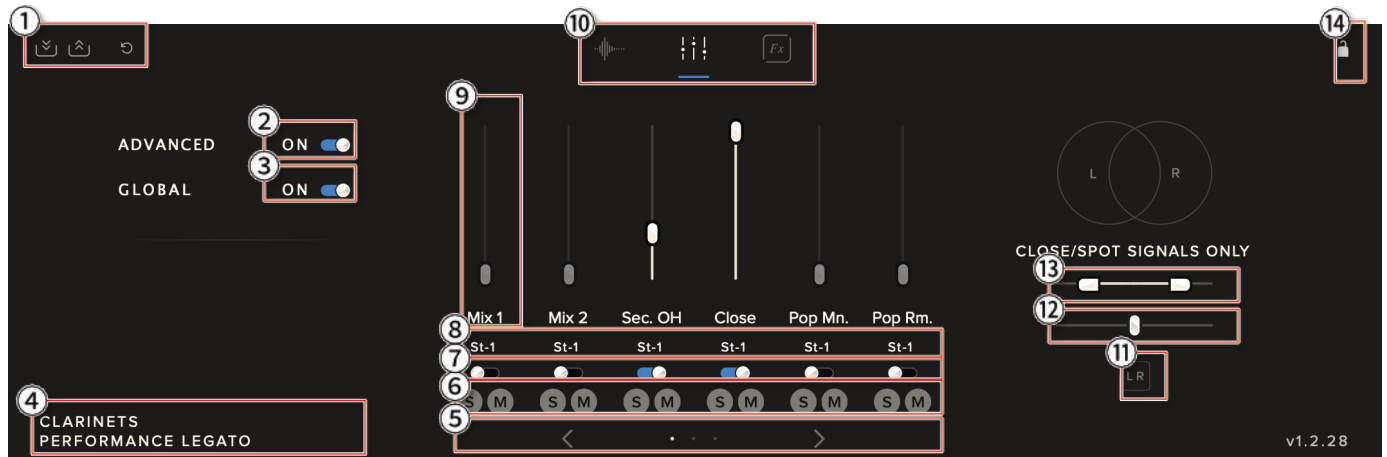 1
10
14
Fx
9
2
ADVANCED ON
3
GLOBAL ON
L R
CLOSE/SPOT SIGNALS ONLY
13
12
Mix 1 Mix 2 Sec. OH Close Pop Mn. Pop Rm.
8
St-1 St-1 St-1 St-1 St-1 St-1
7
11
LR
6
S M S M S M S M S M S M
4
5
CLARINETS
PERFORMANCE LEGATO
v1.2.28